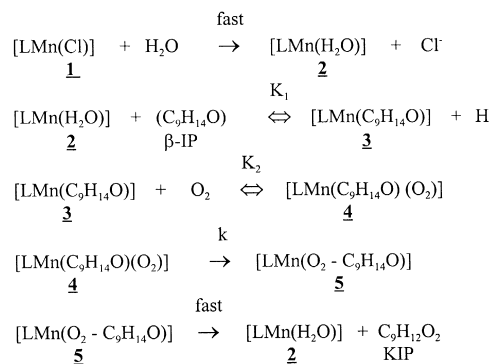 fast
[LMn(Cl)] + H₂O → [LMn(H₂O)] + Cl⁻
1 2
K₁
[LMn(H₂O)] + (C₉H₁₄O) ⇔ [LMn(C₉H₁₄O)] + H
2 β-IP 3
K₂
[LMn(C₉H₁₄O)] + O₂ ⇔ [LMn(C₉H₁₄O) (O₂)]
3 4
k
[LMn(C₉H₁₄O)(O₂)] → [LMn(O₂ - C₉H₁₄O)]
4 5
fast
[LMn(O₂ - C₉H₁₄O)] → [LMn(H₂O)] + C₉H₁₂O₂
5 2 KIP